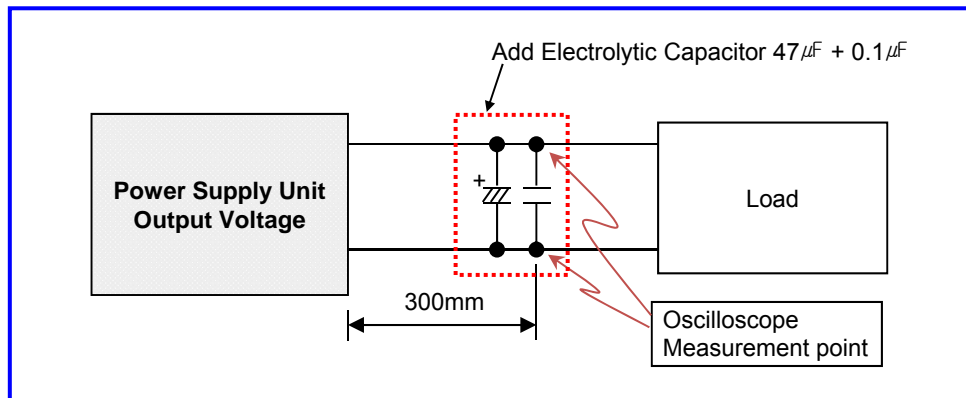 Add Electrolytic Capacitor 47㎌ + 0.1㎌
Power Supply Unit
Output Voltage
+
Load
300mm
Oscilloscope
Measurement point